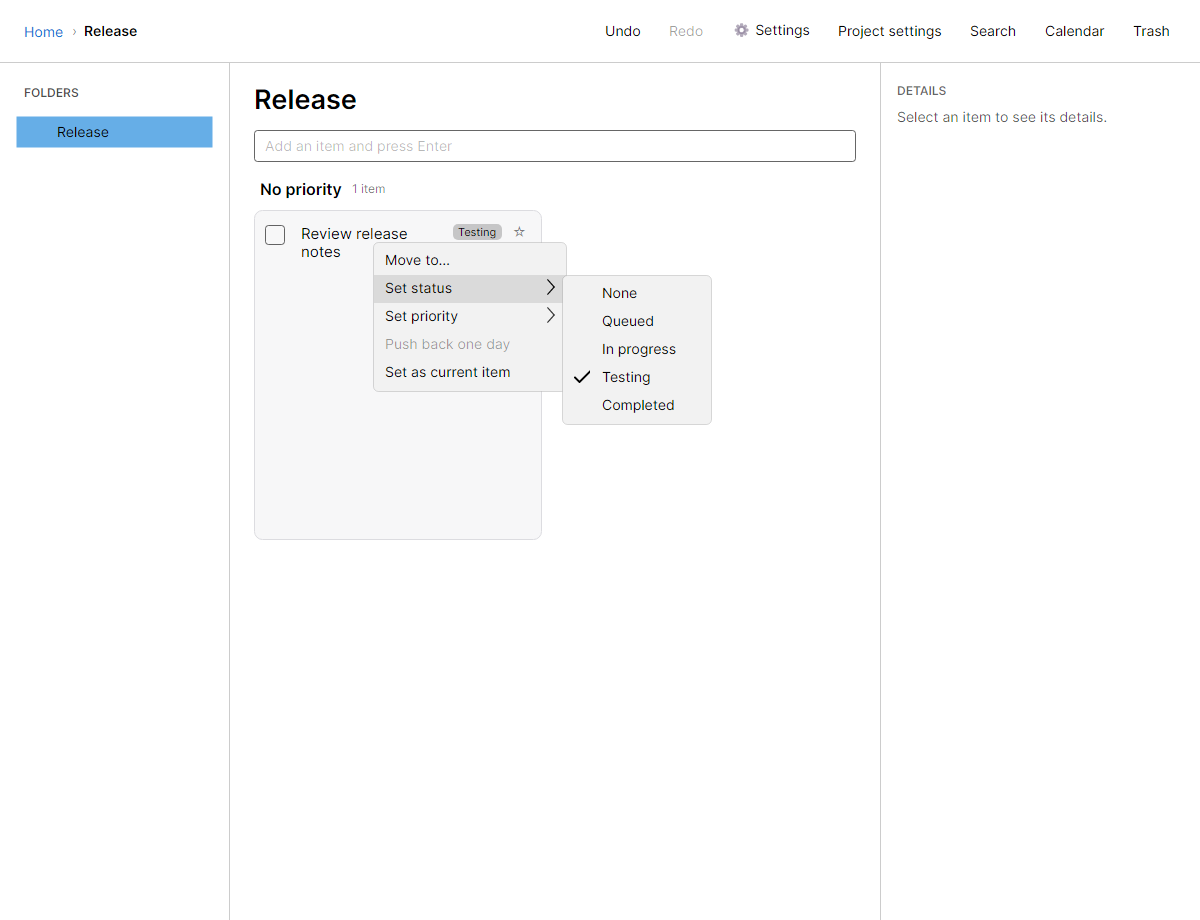 Home › Release
Undo
Redo
Settings
Project settings
Search
Calendar
Trash
FOLDERS
Release
Release
Add an item and press Enter
No priority 1 item
Review release
notes
Testing ☆
Move to...
Set status
Set priority
Push back one day
Set as current item
None
Queued
In progress
Testing
Completed
DETAILS
Select an item to see its details.